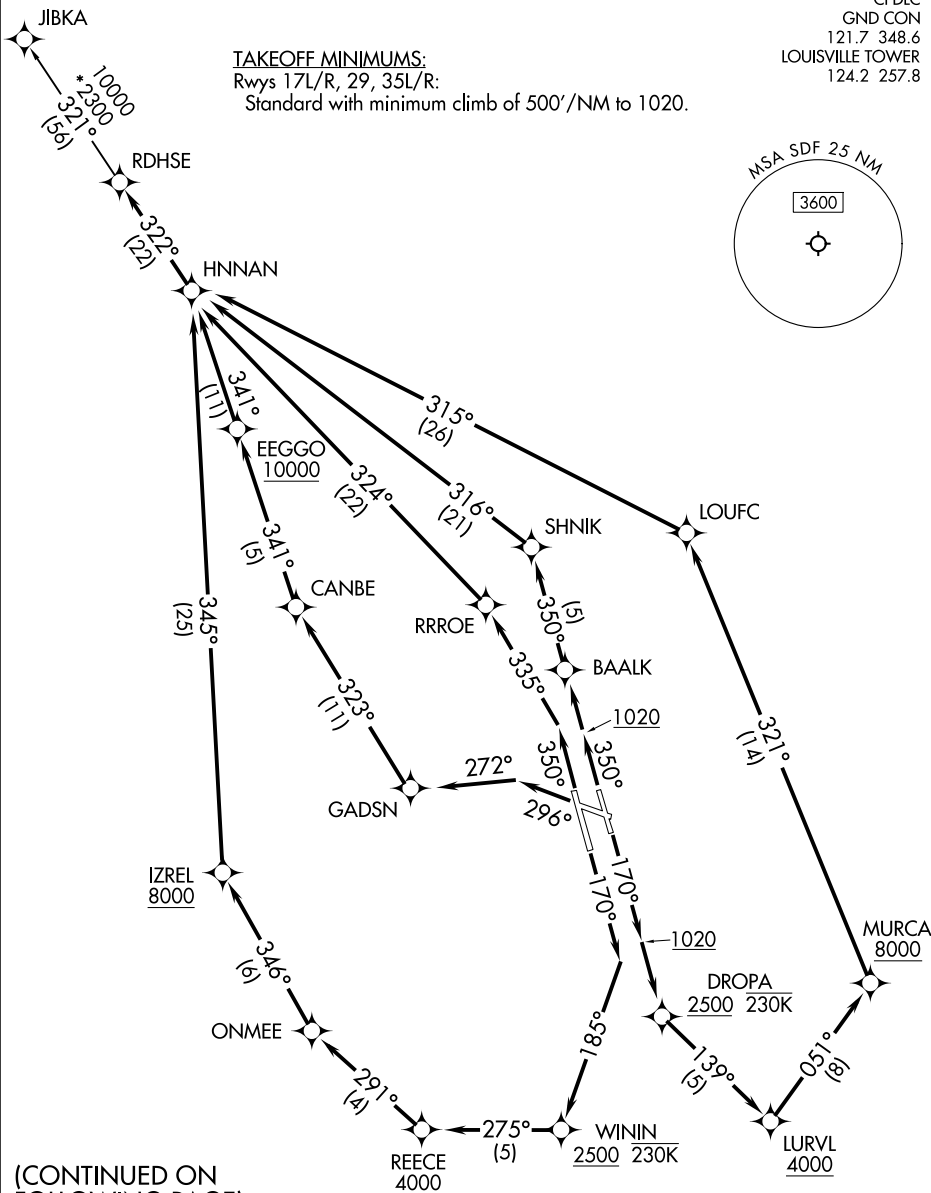 JIBKA
GND CON
121.7 348.6
LOUISVILLE TOWER
124.2 257.8
TAKEOFF MINIMUMS:
Rwys 17L/R, 29, 35L/R:
Standard with minimum climb of 500'/NM to 1020.
10000
*2300
321°
(56)
RDHSE
MSA SDF 25 NM
3600
322°
(22)
HNNAN
341°
(11)
EEGGO
10000
315°
(26)
324°
(22)
316°
(21)
SHNIK
LOUFC
341°
(5)
CANBE
345°
(25)
RRROE
350°
(5)
BAALK
335°
1020
323°
(11)
350°
350°
321°
(14)
272°
GADSN
296°
IZREL
8000
170°
170°
1020
MURCA
8000
346°
(6)
DROPA
2500 230K
ONMEE
185°
139°
(5)
051°
(8)
291°
(4)
275°
(5)
WININ
2500 230K
REECE
4000
LURVL
4000
(CONTINUED ON